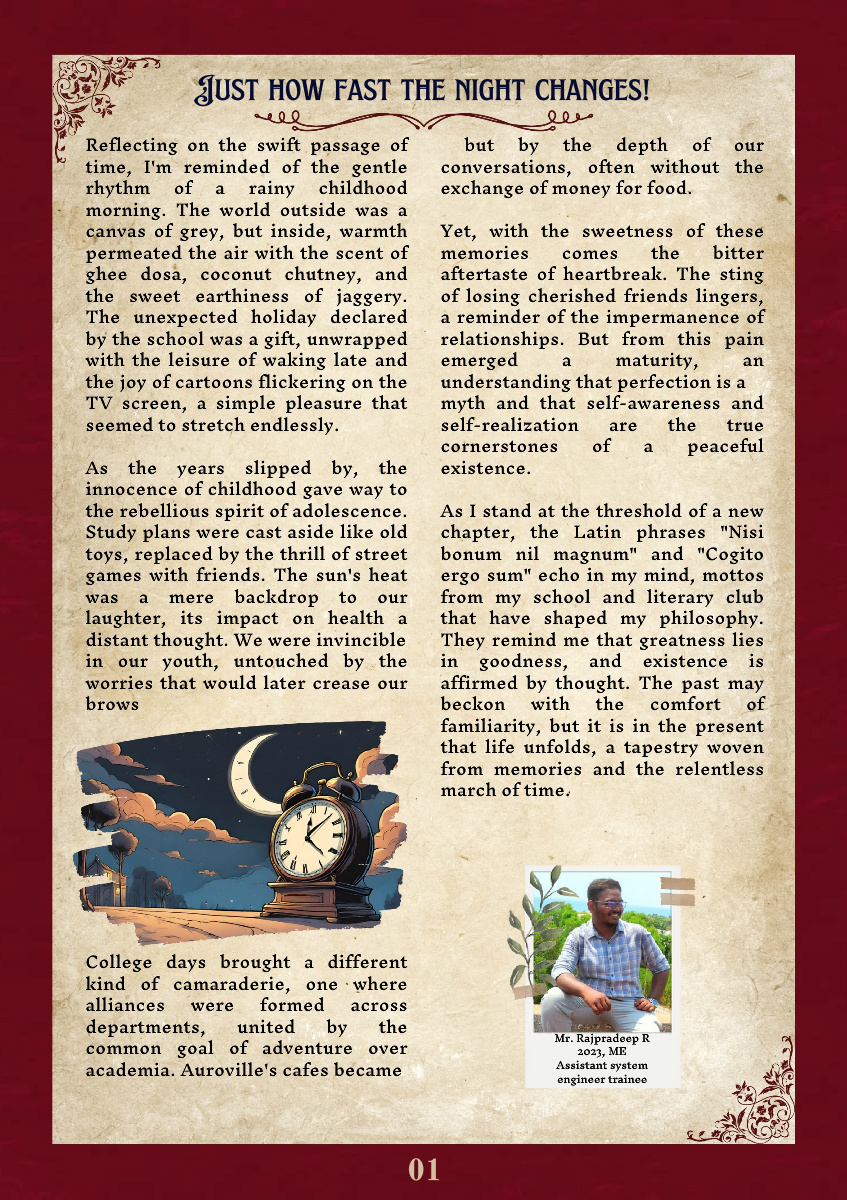 Just how fast the night changes!
Reflecting on the swift passage of
time, I'm reminded of the gentle
rhythm of a rainy childhood
morning. The world outside was a
canvas of grey, but inside, warmth
permeated the air with the scent of
ghee dosa, coconut chutney, and
the sweet earthiness of jaggery.
The unexpected holiday declared
by the school was a gift, unwrapped
with the leisure of waking late and
the joy of cartoons flickering on the
TV screen, a simple pleasure that
seemed to stretch endlessly.
As the years slipped by, the
innocence of childhood gave way to
the rebellious spirit of adolescence.
Study plans were cast aside like old
toys, replaced by the thrill of street
games with friends. The sun's heat
was a mere backdrop to our
laughter, its impact on health a
distant thought. We were invincible
in our youth, untouched by the
worries that would later crease our
brows
College days brought a different
kind of camaraderie, one where
alliances were formed across
departments, united by the
common goal of adventure over
academia. Auroville's cafes became
but by the depth of our
conversations, often without the
exchange of money for food.
Yet, with the sweetness of these
memories comes the bitter
aftertaste of heartbreak. The sting
of losing cherished friends lingers,
a reminder of the impermanence of
relationships. But from this pain
emerged a maturity, an
understanding that perfection is a
myth and that self-awareness and
self-realization are the true
cornerstones of a peaceful
existence.
As I stand at the threshold of a new
chapter, the Latin phrases "Nisi
bonum nil magnum" and "Cogito
ergo sum" echo in my mind, mottos
from my school and literary club
that have shaped my philosophy.
They remind me that greatness lies
in goodness, and existence is
affirmed by thought. The past may
beckon with the comfort of
familiarity, but it is in the present
that life unfolds, a tapestry woven
from memories and the relentless
march of time.
Mr. Rajpradeep R
2023, ME
Assistant system
engineer trainee
01